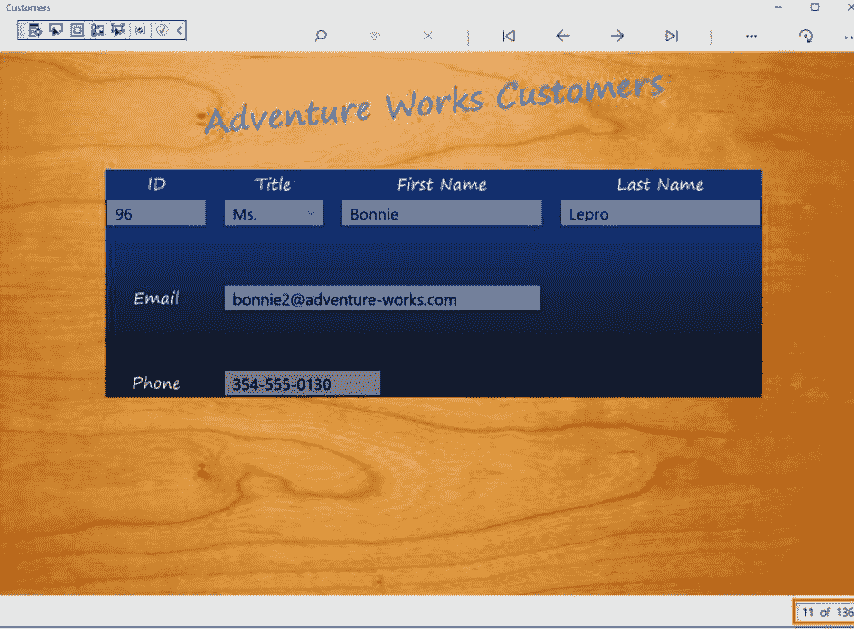 Customers
Adventure Works Customers
ID Title First Name Last Name
96 Ms. Bonnie Lepro
Email bonnie2@adventure-works.com
Phone 354-555-0130
11 of 136